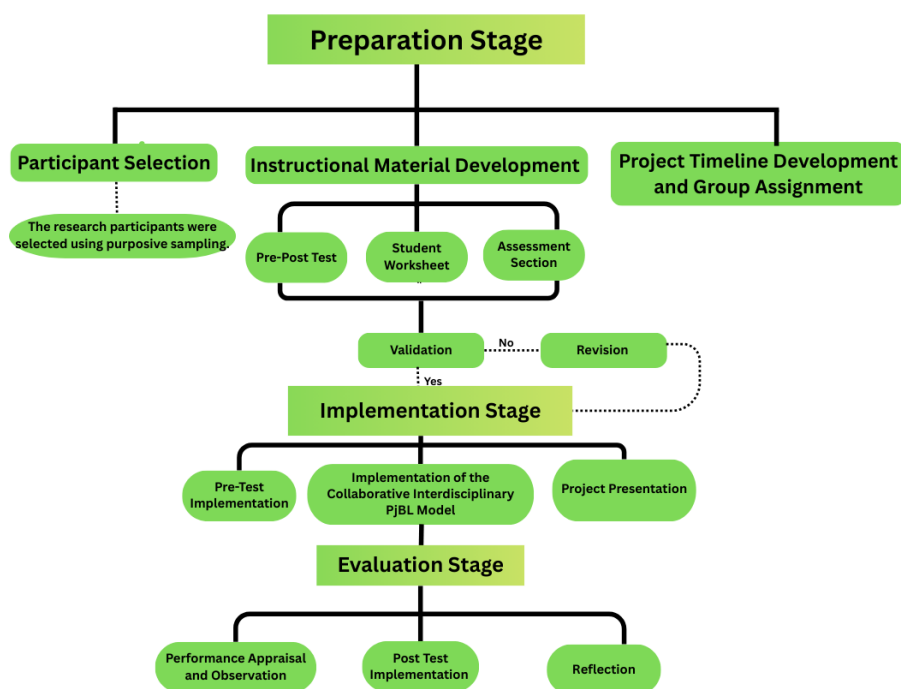 Preparation Stage
Participant Selection
Instructional Material Development
Project Timeline Development
and Group Assignment
The research participants were
selected using purposive sampling.
Pre-Post Test
Student
Worksheet
Assessment
Section
Validation
No
Revision
Yes
Implementation Stage
Pre-Test
Implementation
Implementation of the
Collaborative Interdisciplinary
PjBL Model
Project Presentation
Evaluation Stage
Performance Appraisal
and Observation
Post Test
Implementation
Reflection